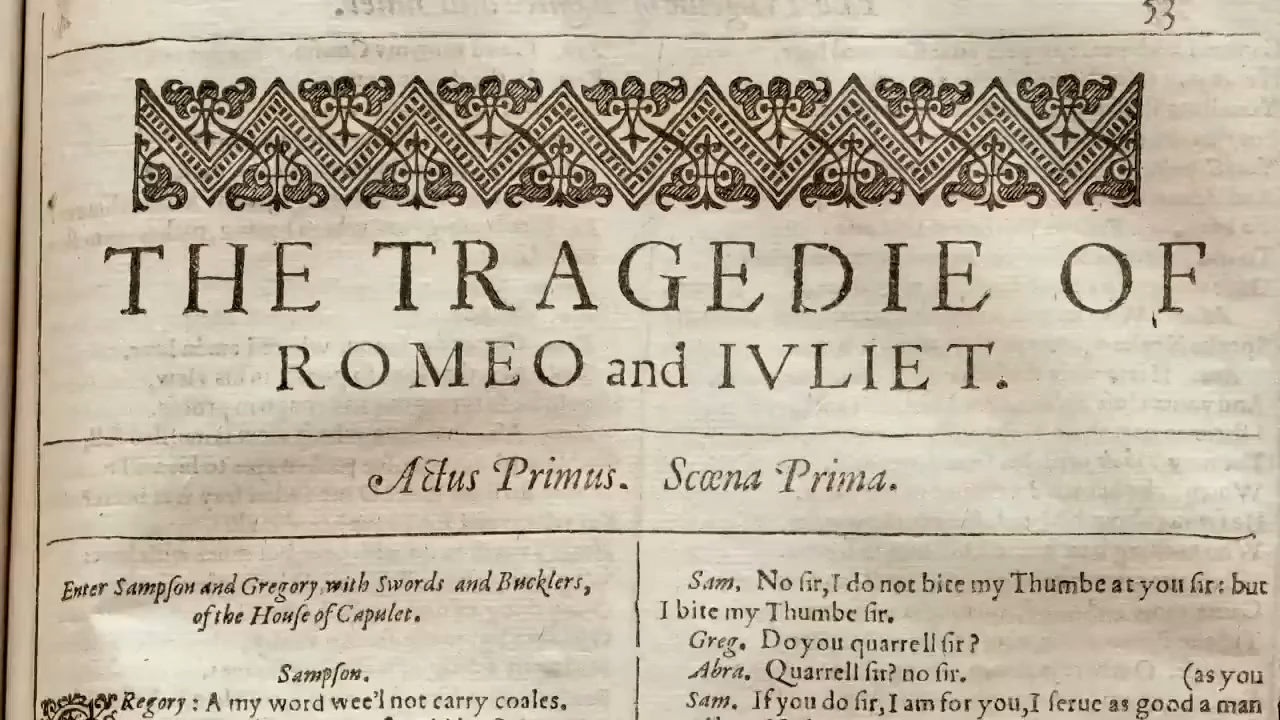 53
THE TRAGEDIE OF
ROMEO and IVLIET.
Actus Primus. Scœna Prima.
Enter Sampſon and Gregory, with Swords and Bucklers,
of the Houſe of Capulet.
Sampſon.
GRegory : A my word wee'l not carry coales.
Sam. No ſir, I do not bite my Thumbe at you ſir: but
I bite my Thumbe ſir.
Greg. Do you quarrell ſir?
Abra. Quarrell ſir? no ſir. (as you
Sam. If you do ſir, I am for you, I ſerue as good a man